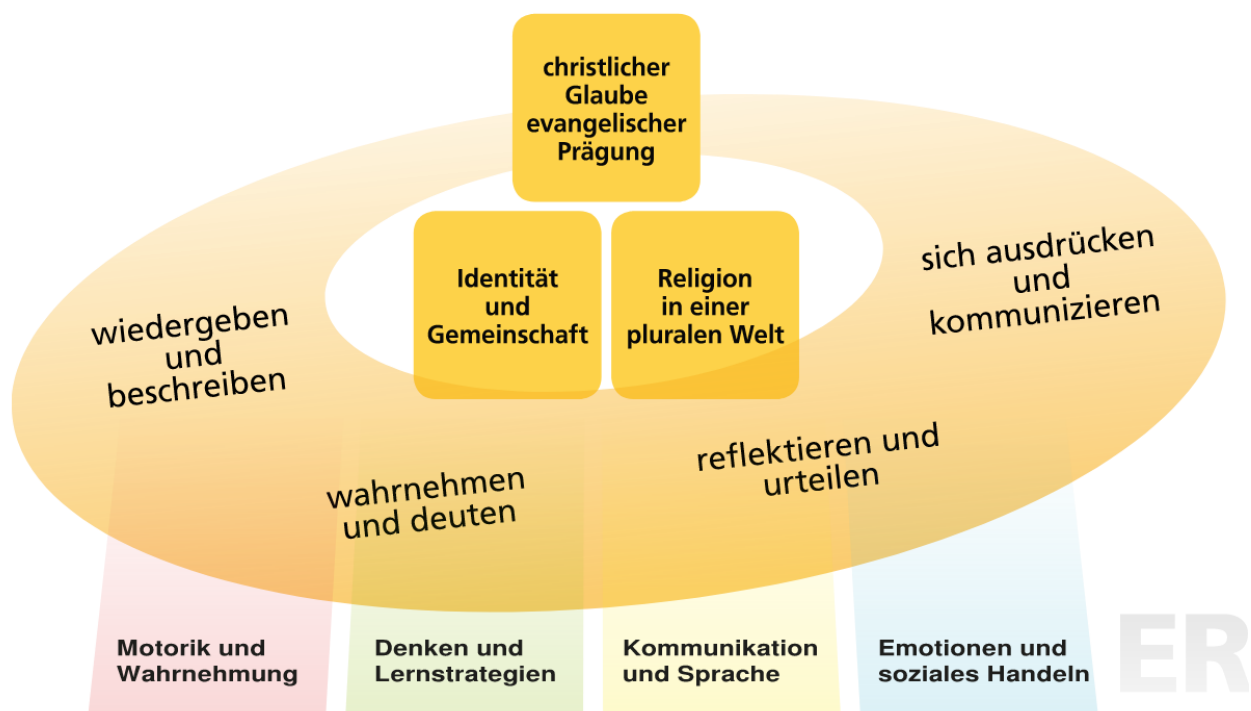 christlicher
Glaube
evangelischer
Prägung
Identität
und
Gemeinschaft
Religion
in einer
pluralen Welt
wiedergeben
und
beschreiben
wahrnehmen
und deuten
reflektieren und
urteilen
sich ausdrücken
und
kommunizieren
Motorik und
Wahrnehmung
Denken und
Lernstrategien
Kommunikation
und Sprache
Emotionen und
soziales Handeln
ER